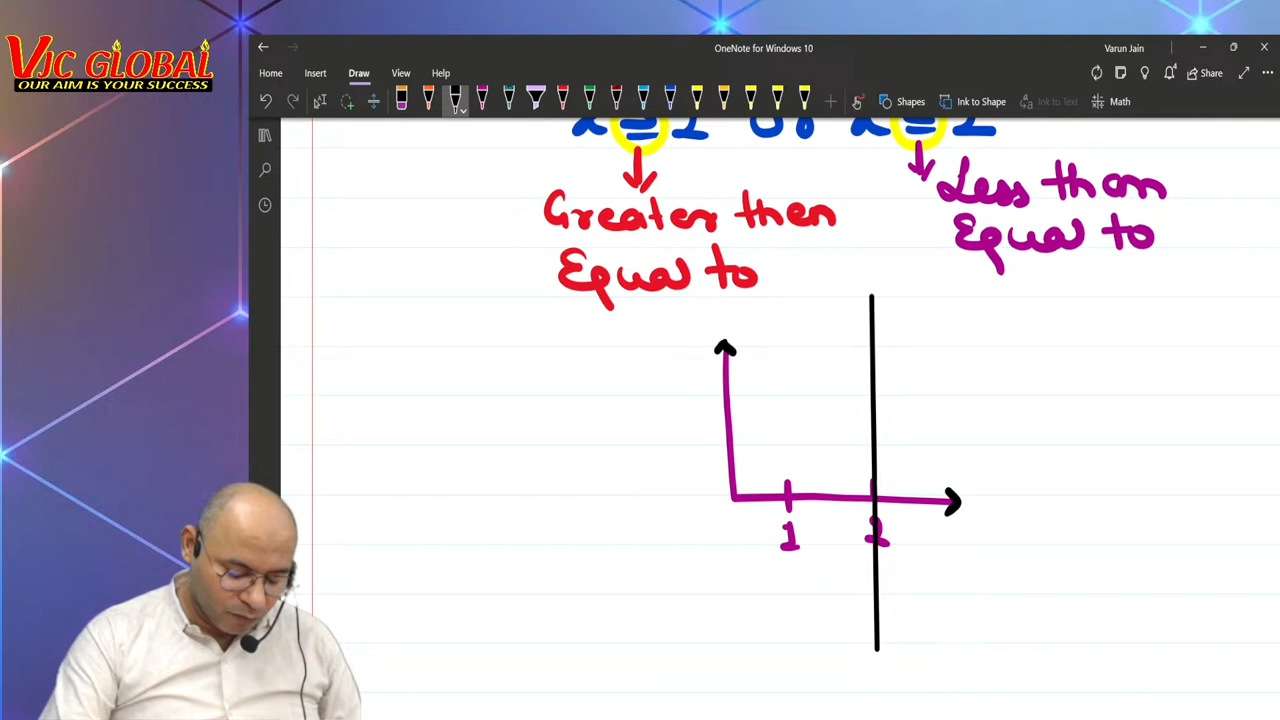 VJC GLOBAL
OUR AIM IS YOUR SUCCESS
OneNote for Windows 10
Varun Jain
Home Insert Draw View Help
Share
Shapes Ink to Shape Ink to Text Math
Greater then
Equal to
Less than
Equal to
1 2